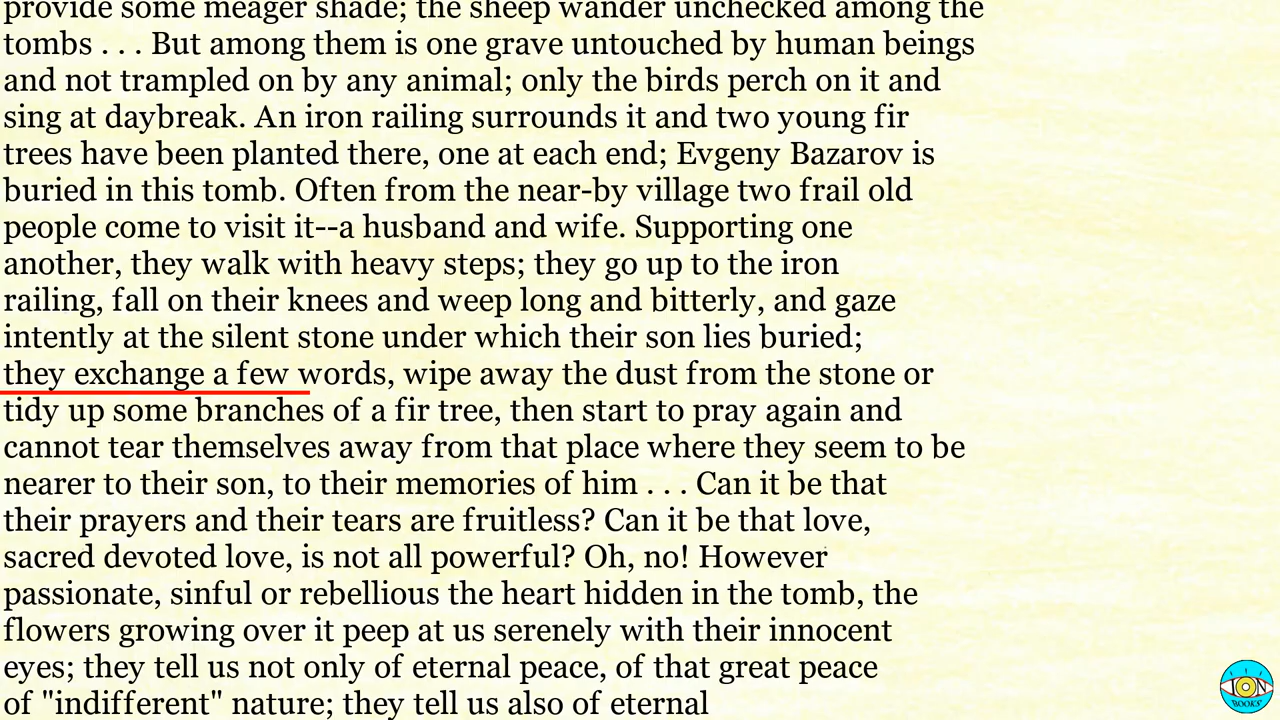 provide some meager shade; the sheep wander unchecked among the
tombs . . . But among them is one grave untouched by human beings
and not trampled on by any animal; only the birds perch on it and
sing at daybreak. An iron railing surrounds it and two young fir
trees have been planted there, one at each end; Evgeny Bazarov is
buried in this tomb. Often from the near-by village two frail old
people come to visit it--a husband and wife. Supporting one
another, they walk with heavy steps; they go up to the iron
railing, fall on their knees and weep long and bitterly, and gaze
intently at the silent stone under which their son lies buried;
they exchange a few words, wipe away the dust from the stone or
tidy up some branches of a fir tree, then start to pray again and
cannot tear themselves away from that place where they seem to be
nearer to their son, to their memories of him . . . Can it be that
their prayers and their tears are fruitless? Can it be that love,
sacred devoted love, is not all powerful? Oh, no! However
passionate, sinful or rebellious the heart hidden in the tomb, the
flowers growing over it peep at us serenely with their innocent
eyes; they tell us not only of eternal peace, of that great peace
of "indifferent" nature; they tell us also of eternal
ION
BOOKS